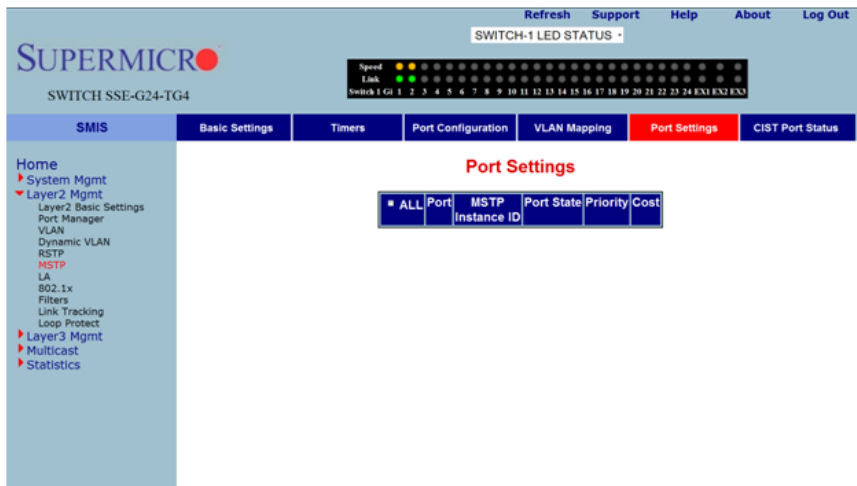 Refresh Support Help About Log Out
SWITCH-1 LED STATUS
SUPERMICRO
SWITCH SSE-G24-TG4
Speed
Link
Switch 1 Gi 1 2 3 4 5 6 7 8 9 10 11 12 13 14 15 16 17 18 19 20 21 22 23 24 EX1 EX2 EX3
SMIS Basic Settings Timers Port Configuration VLAN Mapping Port Settings CIST Port Status
Home
System Mgmt
Layer2 Mgmt
Layer2 Basic Settings
Port Manager
VLAN
Dynamic VLAN
RSTP
MSTP
LA
802.1x
Filters
Link Tracking
Loop Protect
Layer3 Mgmt
Multicast
Statistics
Port Settings
ALL Port MSTP Instance ID Port State Priority Cost